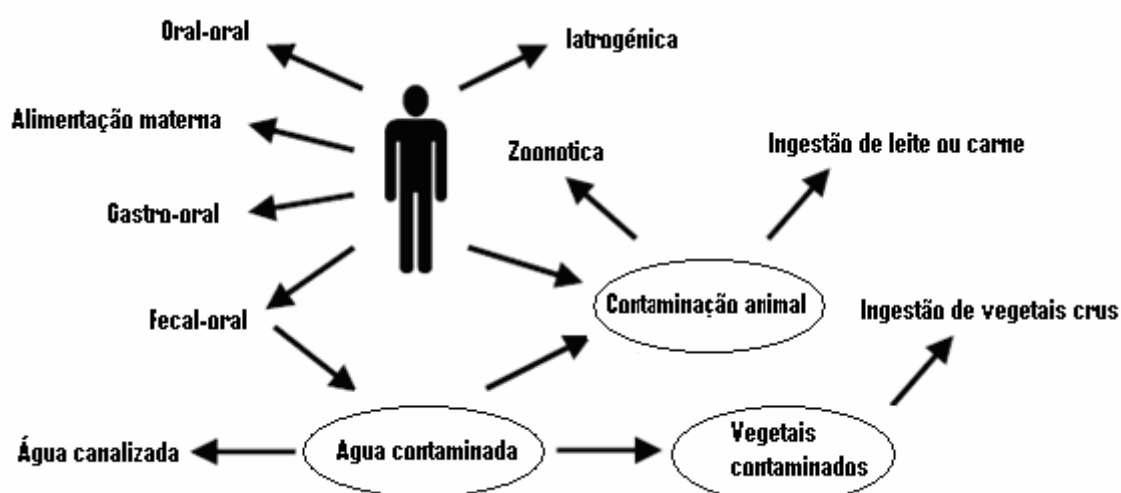 Oral-oral
Iatrogénica
Alimentação materna
Zoonotica
Ingestão de leite ou carne
Gastro-oral
Contaminação animal
Ingestão de vegetais crus
Fecal-oral
Água canalizada
Agua contaminada
Vegetais
contaminados